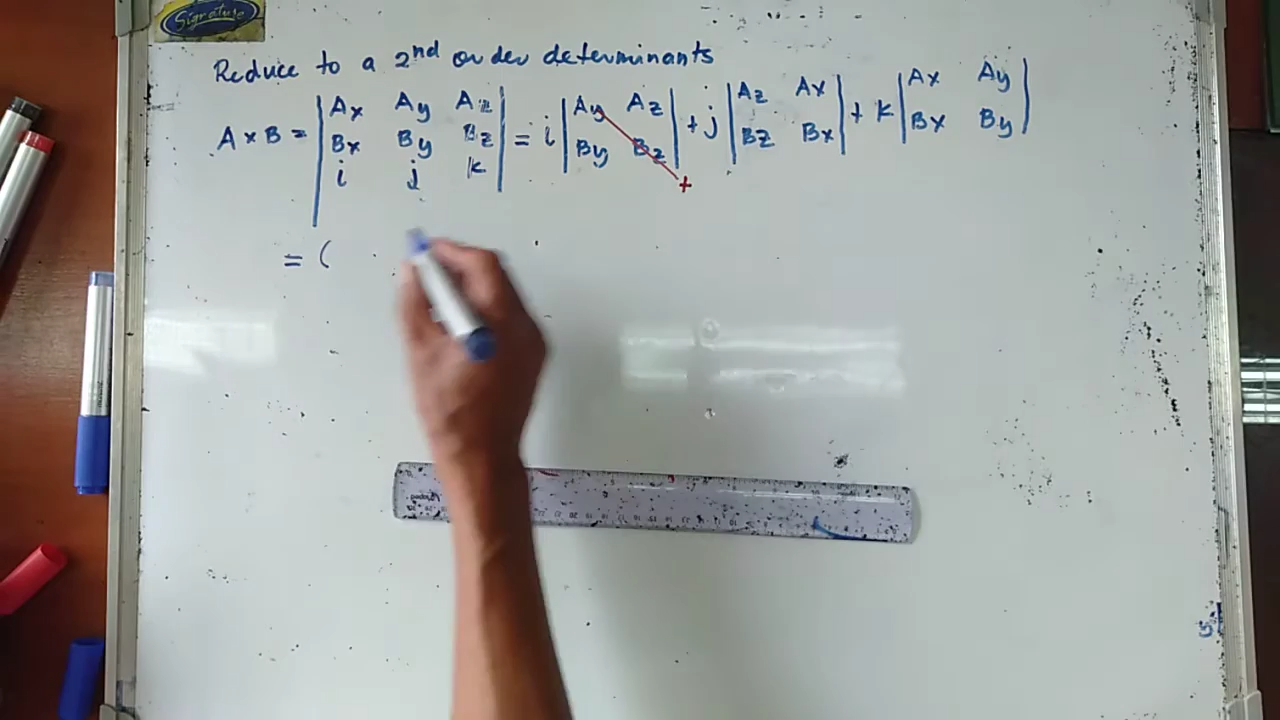 Signature
Reduce to a 2nd order determinants
A × B = | Ax Ay Az | = i | Ay Az | + j | Az Ax | + k | Ax Ay |
| Bx By Bz | | By Bz | | Bz Bx | | Bx By |
| i j k |
+
= (